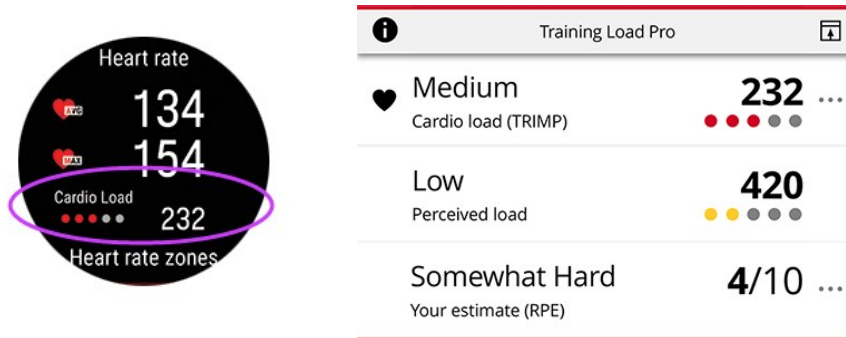 Heart rate
AVG 134
MAX 154
Cardio Load
232
Heart rate zones
Training Load Pro
Medium 232
Cardio load (TRIMP)
Low 420
Perceived load
Somewhat Hard 4/10
Your estimate (RPE)